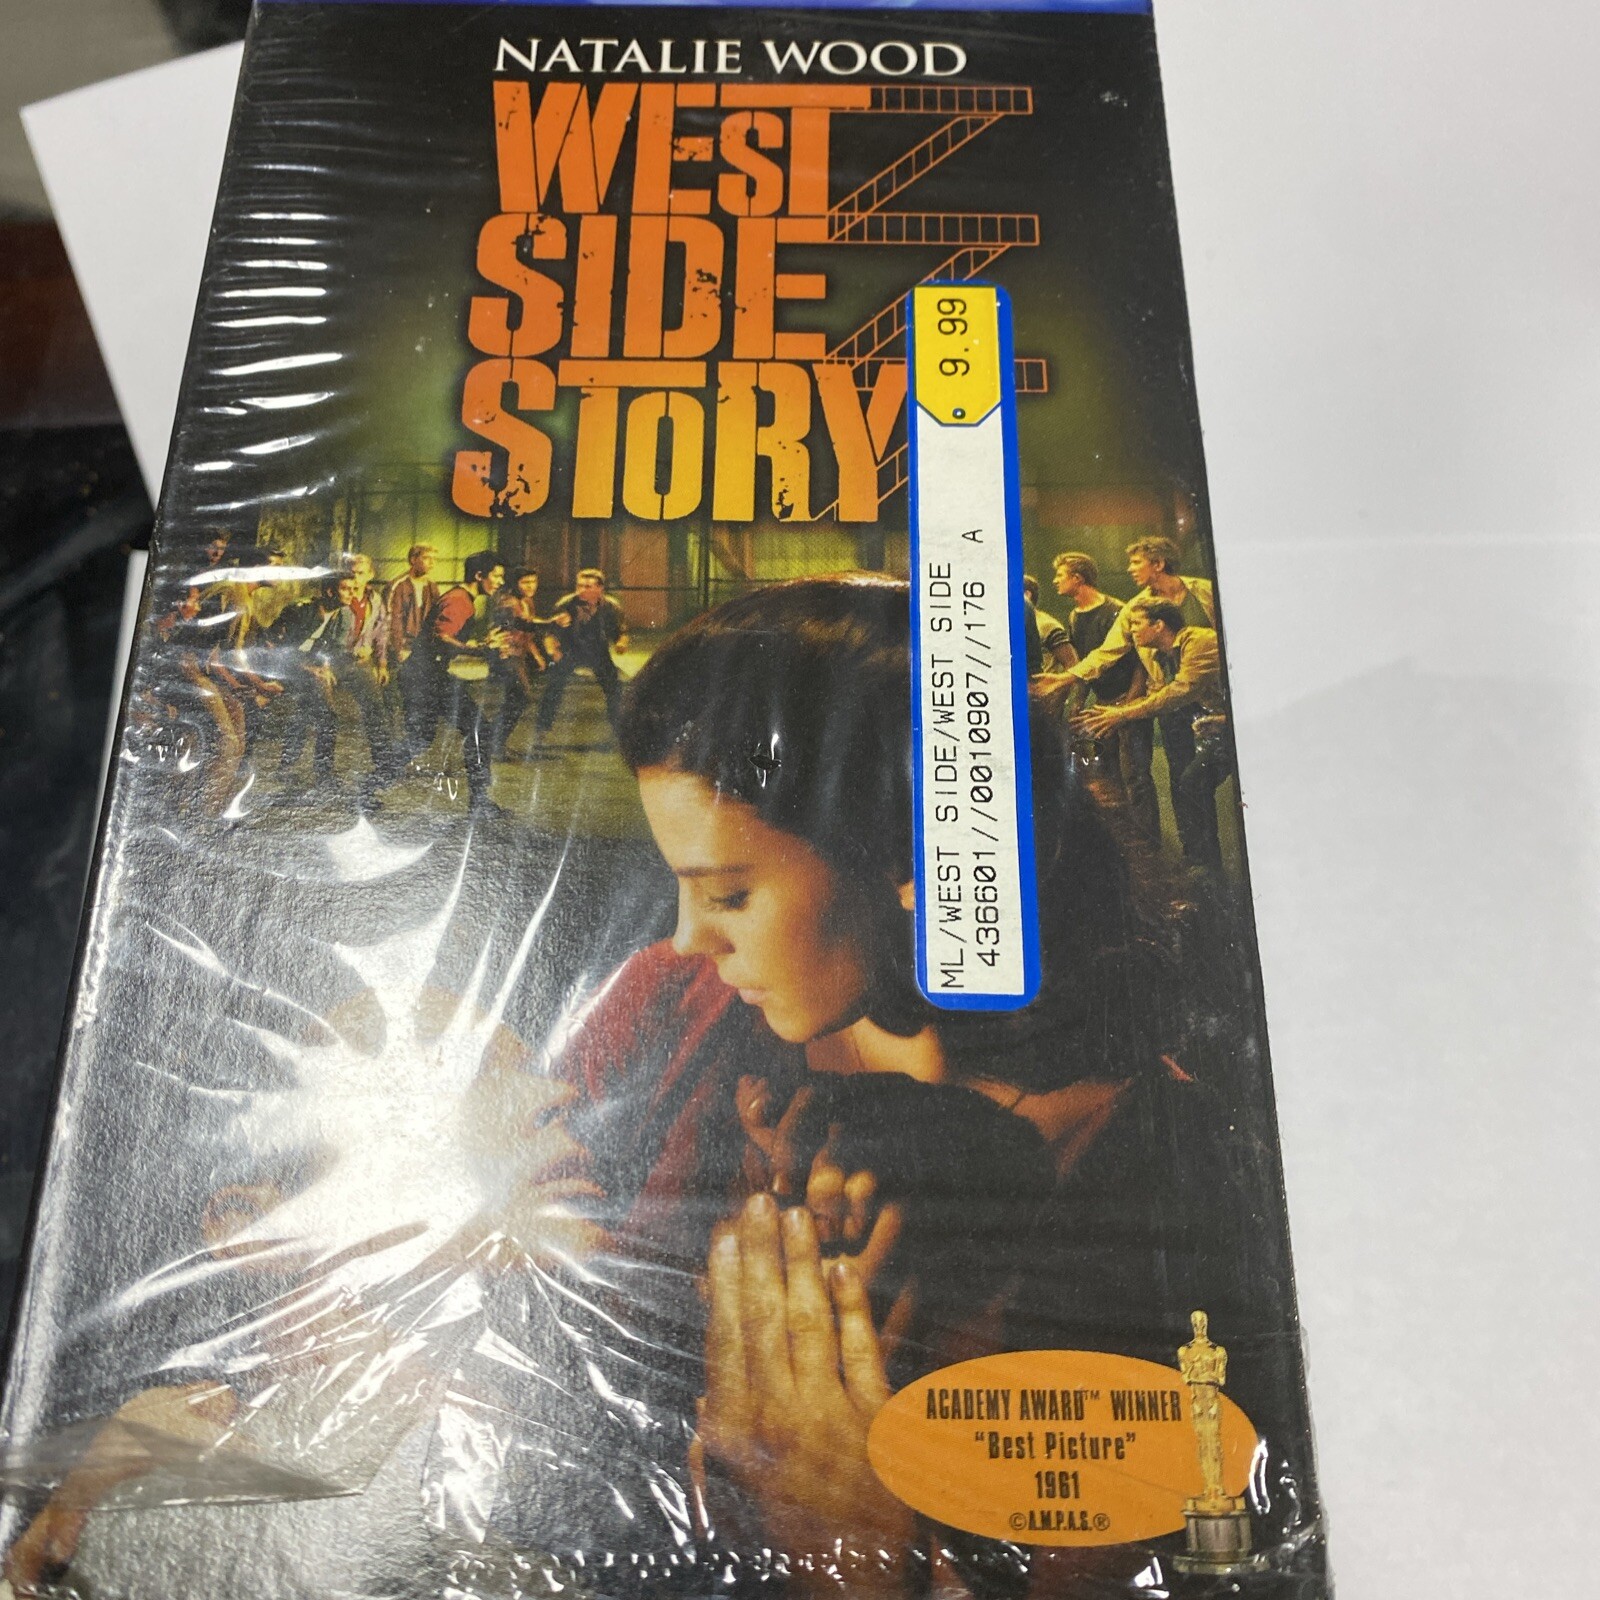 NATALIE WOOD
WEST
SIDE
STORY
9.99
ML/WEST SIDE/WEST SIDE
436601//0010907//176 A
ACADEMY AWARD™ WINNER
"Best Picture"
1961
©A.M.P.A.S.®